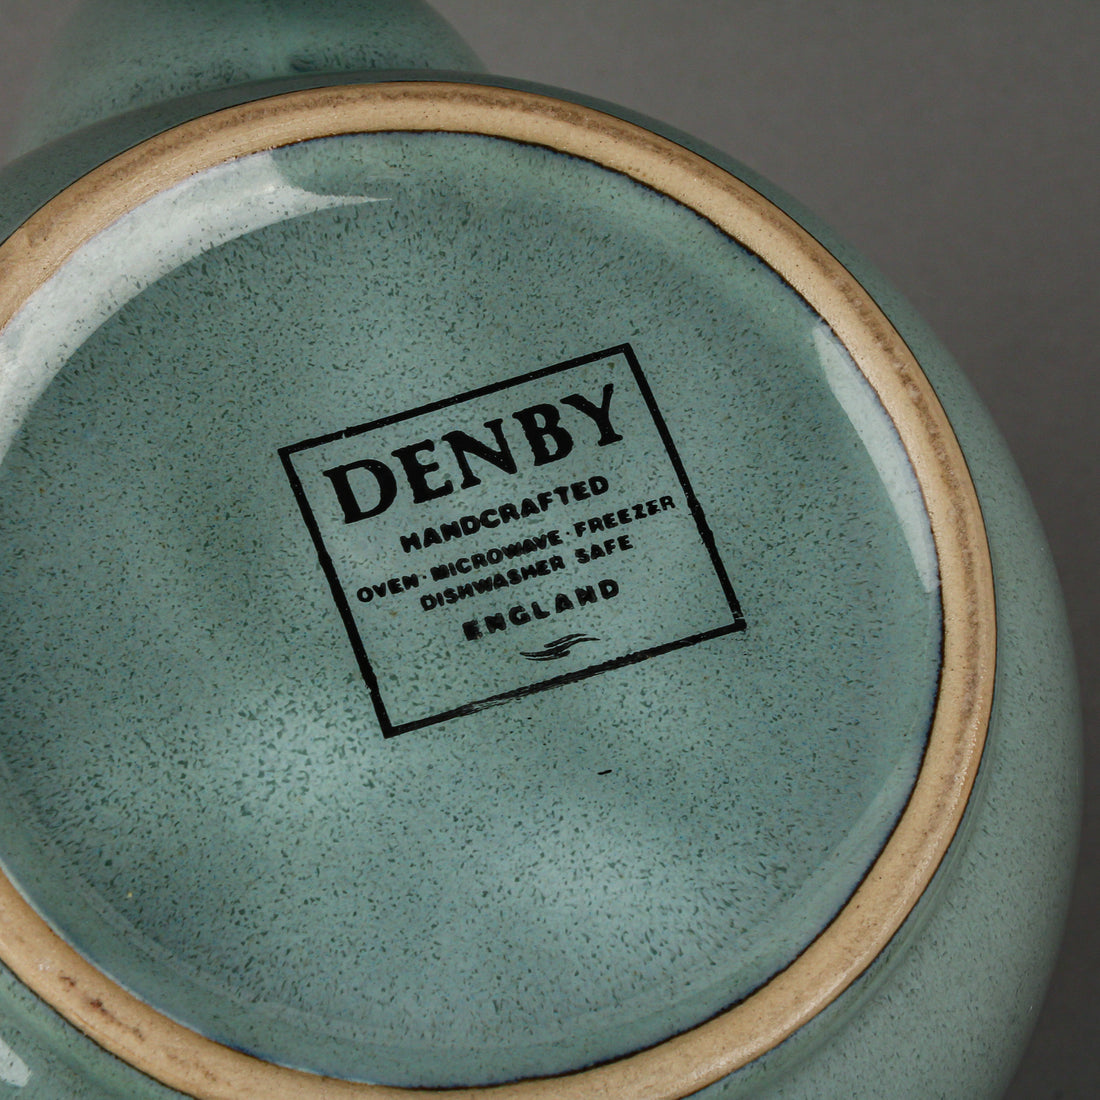 DENBY
HANDCRAFTED
OVEN · MICROWAVE · FREEZER
DISHWASHER SAFE
ENGLAND